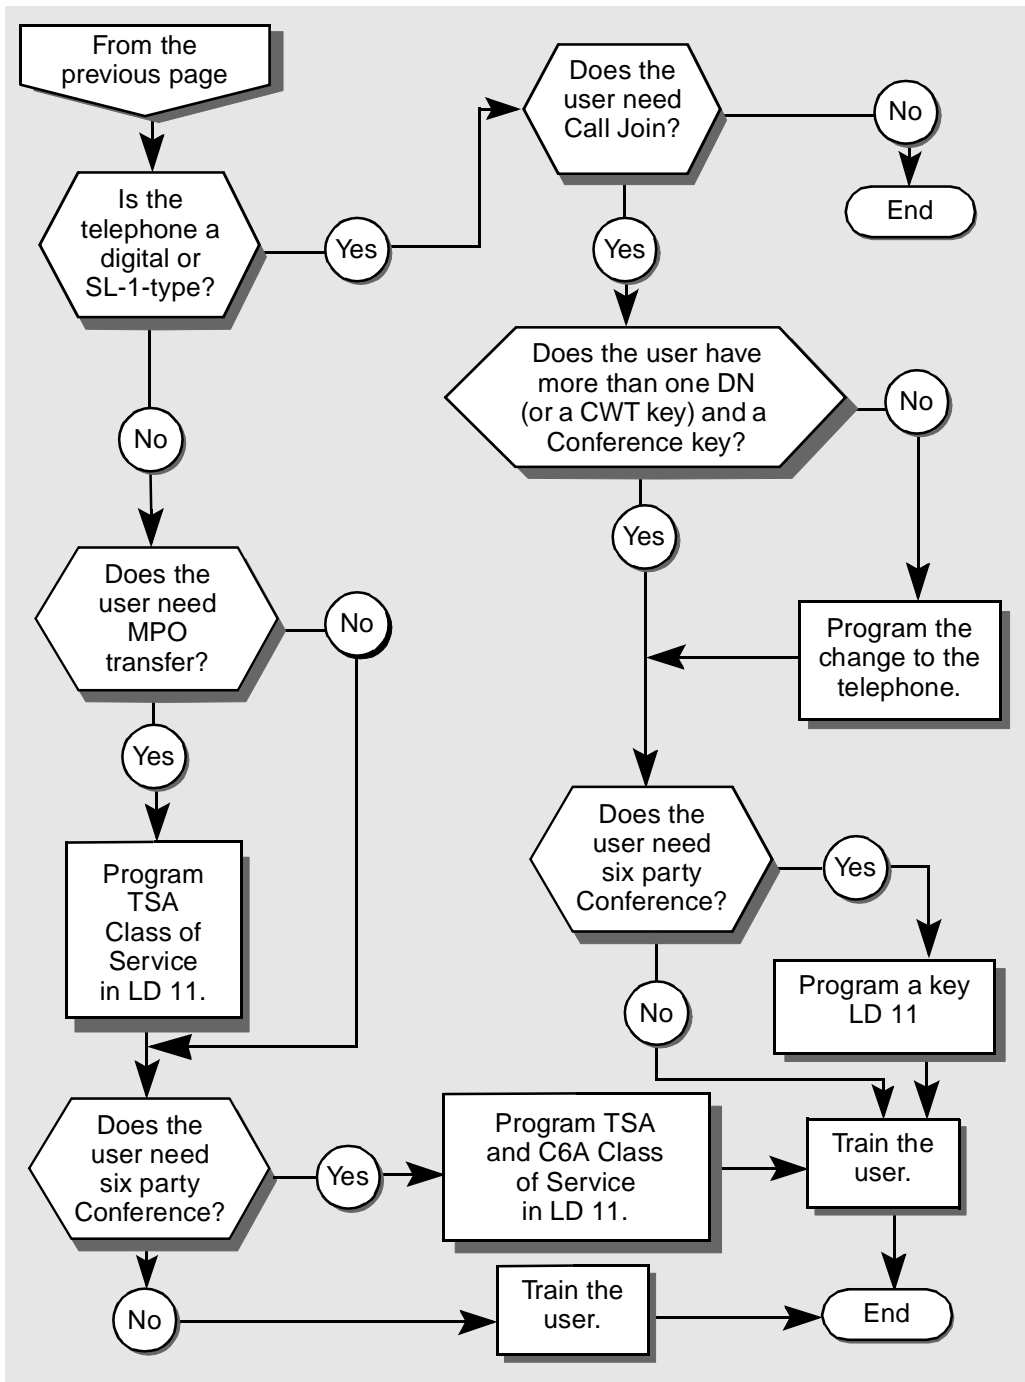 From the
previous page
Is the
telephone a
digital or
SL-1-type?
Yes
Does the
user need
Call Join?
No
End
Yes
Does the user have
more than one DN
(or a CWT key) and a
Conference key?
No
Program the
change to the
telephone.
Yes
Does the
user need
six party
Conference?
Yes
Program a key
LD 11
No
No
Does the
user need
MPO
transfer?
No
Yes
Program
TSA
Class of
Service
in LD 11.
Does the
user need
six party
Conference?
Yes
Program TSA
and C6A Class
of Service
in LD 11.
Train the
user.
No
Train the
user.
End